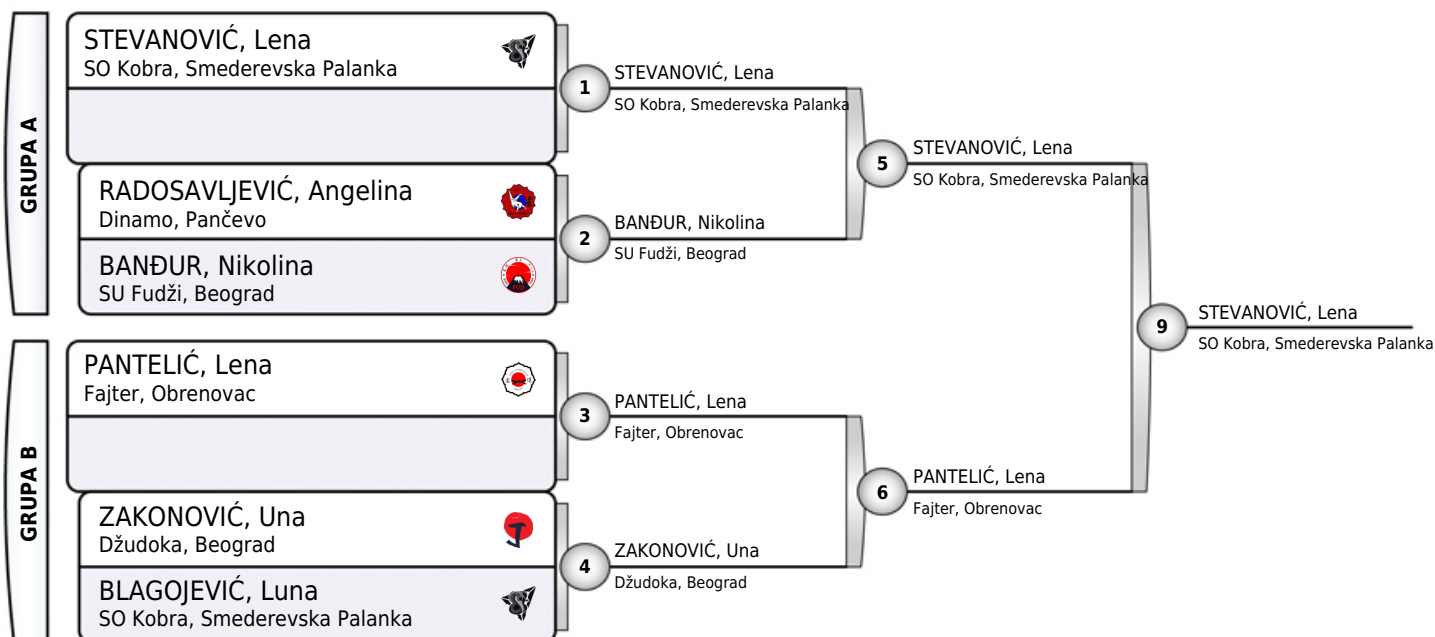 GRUPA A
STEVANOVIĆ, Lena
SO Kobra, Smederevska Palanka
RADOSAVLJEVIĆ, Angelina
Dinamo, Pančevo
BANĐUR, Nikolina
SU Fudži, Beograd
1
STEVANOVIĆ, Lena
SO Kobra, Smederevska Palanka
2
BANĐUR, Nikolina
SU Fudži, Beograd
5
STEVANOVIĆ, Lena
SO Kobra, Smederevska Palanka
GRUPA B
PANTELIĆ, Lena
Fajter, Obrenovac
ZAKONOVIĆ, Una
Džudoka, Beograd
BLAGOJEVIĆ, Luna
SO Kobra, Smederevska Palanka
3
PANTELIĆ, Lena
Fajter, Obrenovac
4
ZAKONOVIĆ, Una
Džudoka, Beograd
6
PANTELIĆ, Lena
Fajter, Obrenovac
9
STEVANOVIĆ, Lena
SO Kobra, Smederevska Palanka